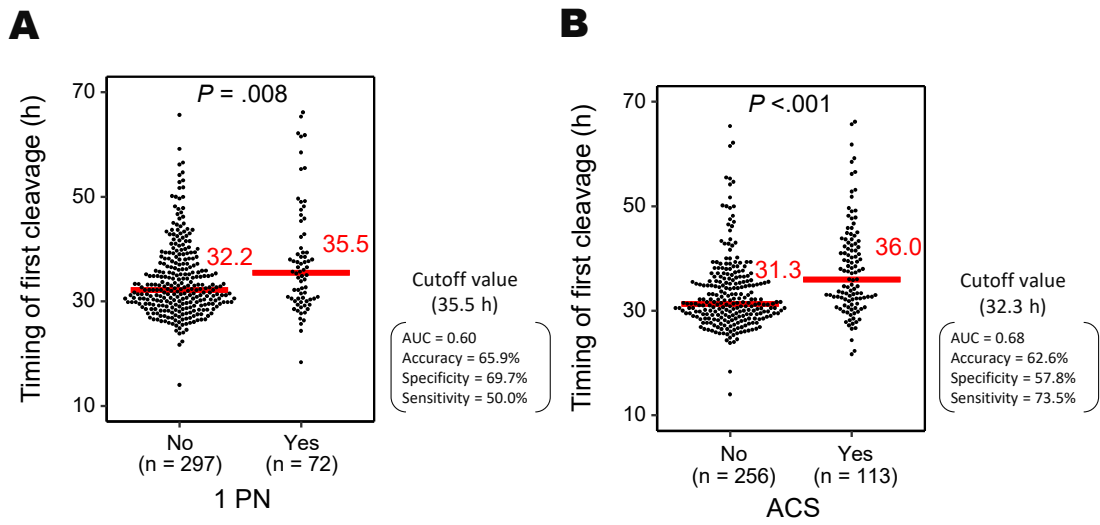 A
Timing of first cleavage (h)
70
50
30
10
P = .008
32.2
35.5
No
(n = 297)
Yes
(n = 72)
1 PN
Cutoff value
(35.5 h)
AUC = 0.60
Accuracy = 65.9%
Specificity = 69.7%
Sensitivity = 50.0%
B
Timing of first cleavage (h)
70
50
30
10
P <.001
31.3
36.0
No
(n = 256)
Yes
(n = 113)
ACS
Cutoff value
(32.3 h)
AUC = 0.68
Accuracy = 62.6%
Specificity = 57.8%
Sensitivity = 73.5%